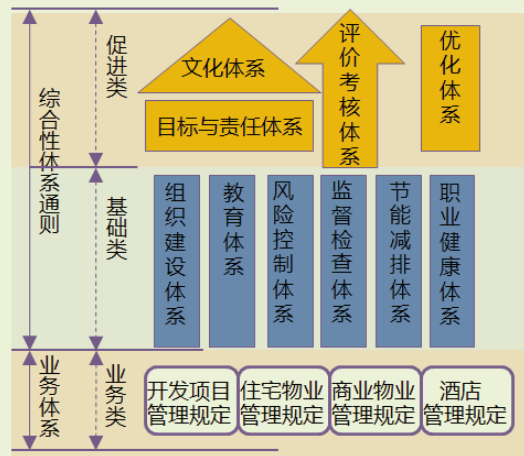 综合性体系通则
促进类
文化体系
目标与责任体系
评价考核体系
优化体系
基础类
组织建设体系
教育体系
风险控制体系
监督检查体系
节能减排体系
职业健康体系
业务体系
业务类
开发项目
管理规定
住宅物业
管理规定
商业物业
管理规定
酒店
管理规定